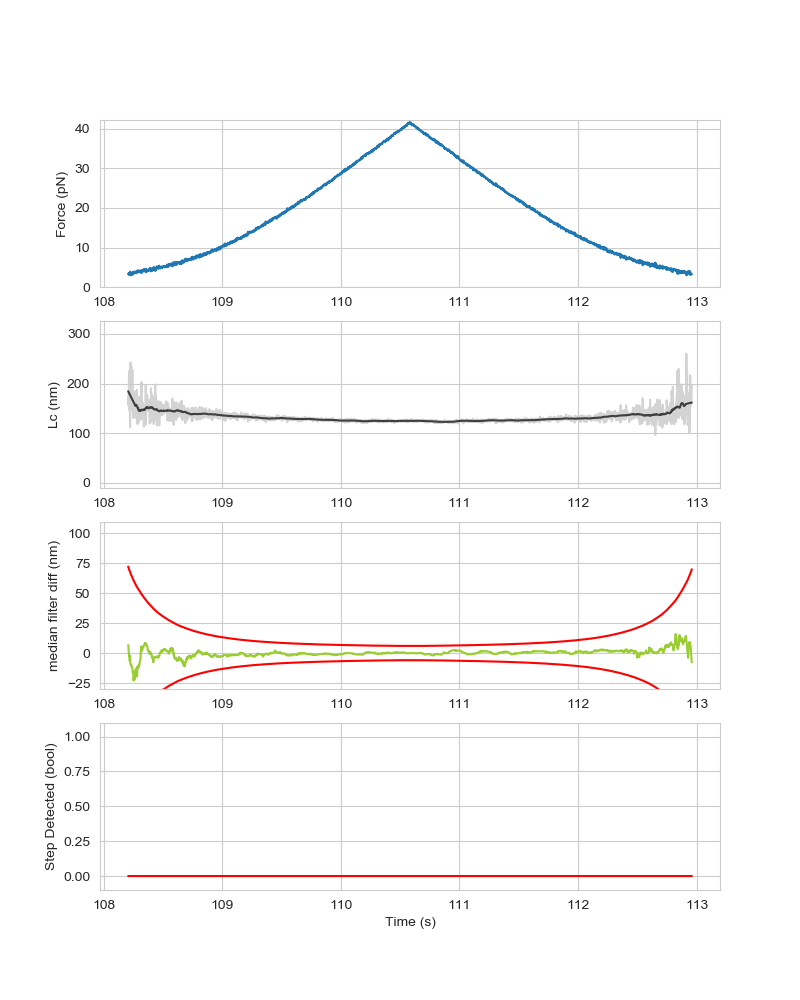 Force (pN)
40
30
20
10
0
108 109 110 111 112 113
Lc (nm)
300
200
100
0
108 109 110 111 112 113
median filter diff (nm)
100
75
50
25
0
−25
108 109 110 111 112 113
Step Detected (bool)
1.00
0.75
0.50
0.25
0.00
108 109 110 111 112 113
Time (s)